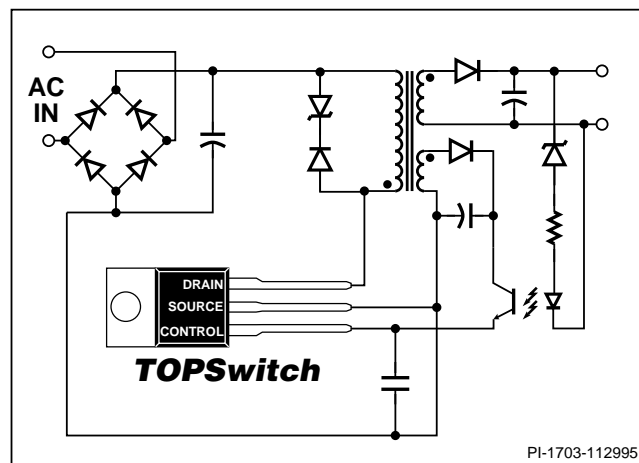 AC
IN
DRAIN
SOURCE
CONTROL
TOPSwitch
PI-1703-112995